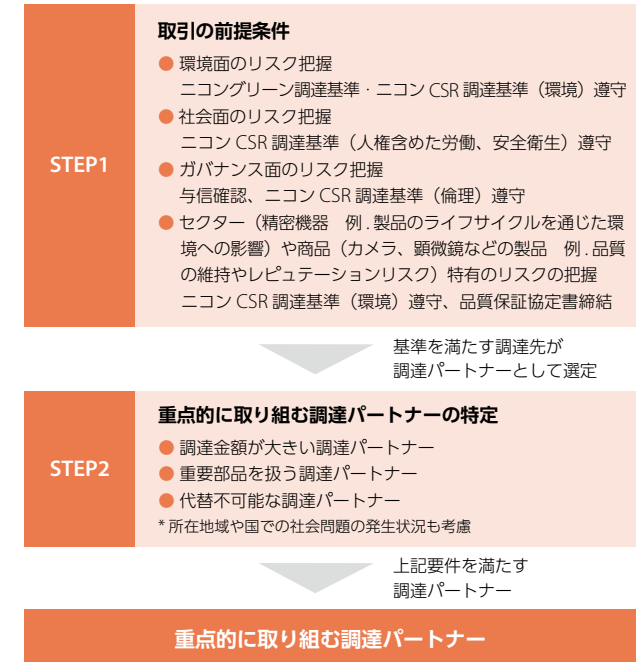 取引の前提条件
● 環境面のリスク把握
ニコングリーン調達基準・ニコン CSR 調達基準（環境）遵守
● 社会面のリスク把握
ニコン CSR 調達基準（人権含めた労働、安全衛生）遵守
● ガバナンス面のリスク把握
与信確認、ニコン CSR 調達基準（倫理）遵守
● セクター（精密機器　例 . 製品のライフサイクルを通じた環
境への影響）や商品（カメラ、顕微鏡などの製品　例 . 品質
の維持やレピュテーションリスク）特有のリスクの把握
ニコン CSR 調達基準（環境）遵守、品質保証協定書締結
STEP1
基準を満たす調達先が
調達パートナーとして選定
重点的に取り組む調達パートナーの特定
● 調達金額が大きい調達パートナー
● 重要部品を扱う調達パートナー
● 代替不可能な調達パートナー
* 所在地域や国での社会問題の発生状況も考慮
STEP2
上記要件を満たす
調達パートナー
重点的に取り組む調達パートナー